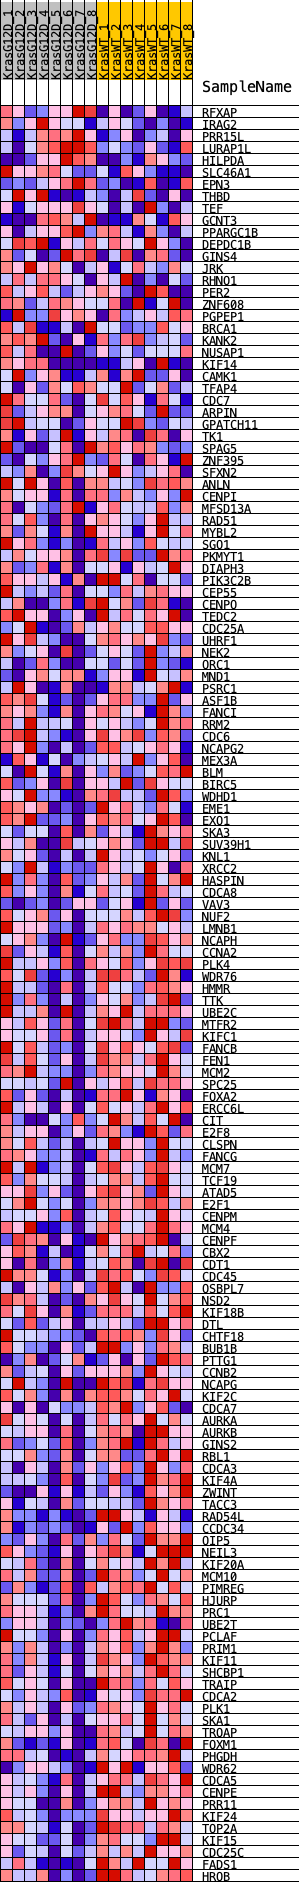 KrasG12D_1
KrasG12D_2
KrasG12D_3
KrasG12D_4
KrasG12D_5
KrasG12D_6
KrasG12D_7
KrasG12D_8
KrasWT_1
KrasWT_2
KrasWT_3
KrasWT_4
KrasWT_5
KrasWT_6
KrasWT_7
KrasWT_8
SampleName
RFXAP
IRAG2
PRR15L
LURAP1L
HILPDA
SLC46A1
EPN3
THBD
TEF
GCNT3
PPARGC1B
DEPDC1B
GINS4
JRK
RHNO1
PER2
ZNF608
PGPEP1
BRCA1
KANK2
NUSAP1
KIF14
CAMK1
TFAP4
CDC7
ARPIN
GPATCH11
TK1
SPAG5
ZNF395
SFXN2
ANLN
CENPI
MFSD13A
RAD51
MYBL2
SGO1
PKMYT1
DIAPH3
PIK3C2B
CEP55
CENPO
TEDC2
CDC25A
UHRF1
NEK2
ORC1
MND1
PSRC1
ASF1B
FANCI
RRM2
CDC6
NCAPG2
MEX3A
BLM
BIRC5
WDHD1
EME1
EXO1
SKA3
SUV39H1
KNL1
XRCC2
HASPIN
CDCA8
VAV3
NUF2
LMNB1
NCAPH
CCNA2
PLK4
WDR76
HMMR
TTK
UBE2C
MTFR2
KIFC1
FANCB
FEN1
MCM2
SPC25
FOXA2
ERCC6L
CIT
E2F8
CLSPN
FANCG
MCM7
TCF19
ATAD5
E2F1
CENPM
MCM4
CENPF
CBX2
CDT1
CDC45
OSBPL7
NSD2
KIF18B
DTL
CHTF18
BUB1B
PTTG1
CCNB2
NCAPG
KIF2C
CDCA7
AURKA
AURKB
GINS2
RBL1
CDCA3
KIF4A
ZWINT
TACC3
RAD54L
CCDC34
OIP5
NEIL3
KIF20A
MCM10
PIMREG
HJURP
PRC1
UBE2T
PCLAF
PRIM1
KIF11
SHCBP1
TRAIP
CDCA2
PLK1
SKA1
TROAP
FOXM1
PHGDH
WDR62
CDCA5
CENPE
PRR11
KIF24
TOP2A
KIF15
CDC25C
FADS1
HROB